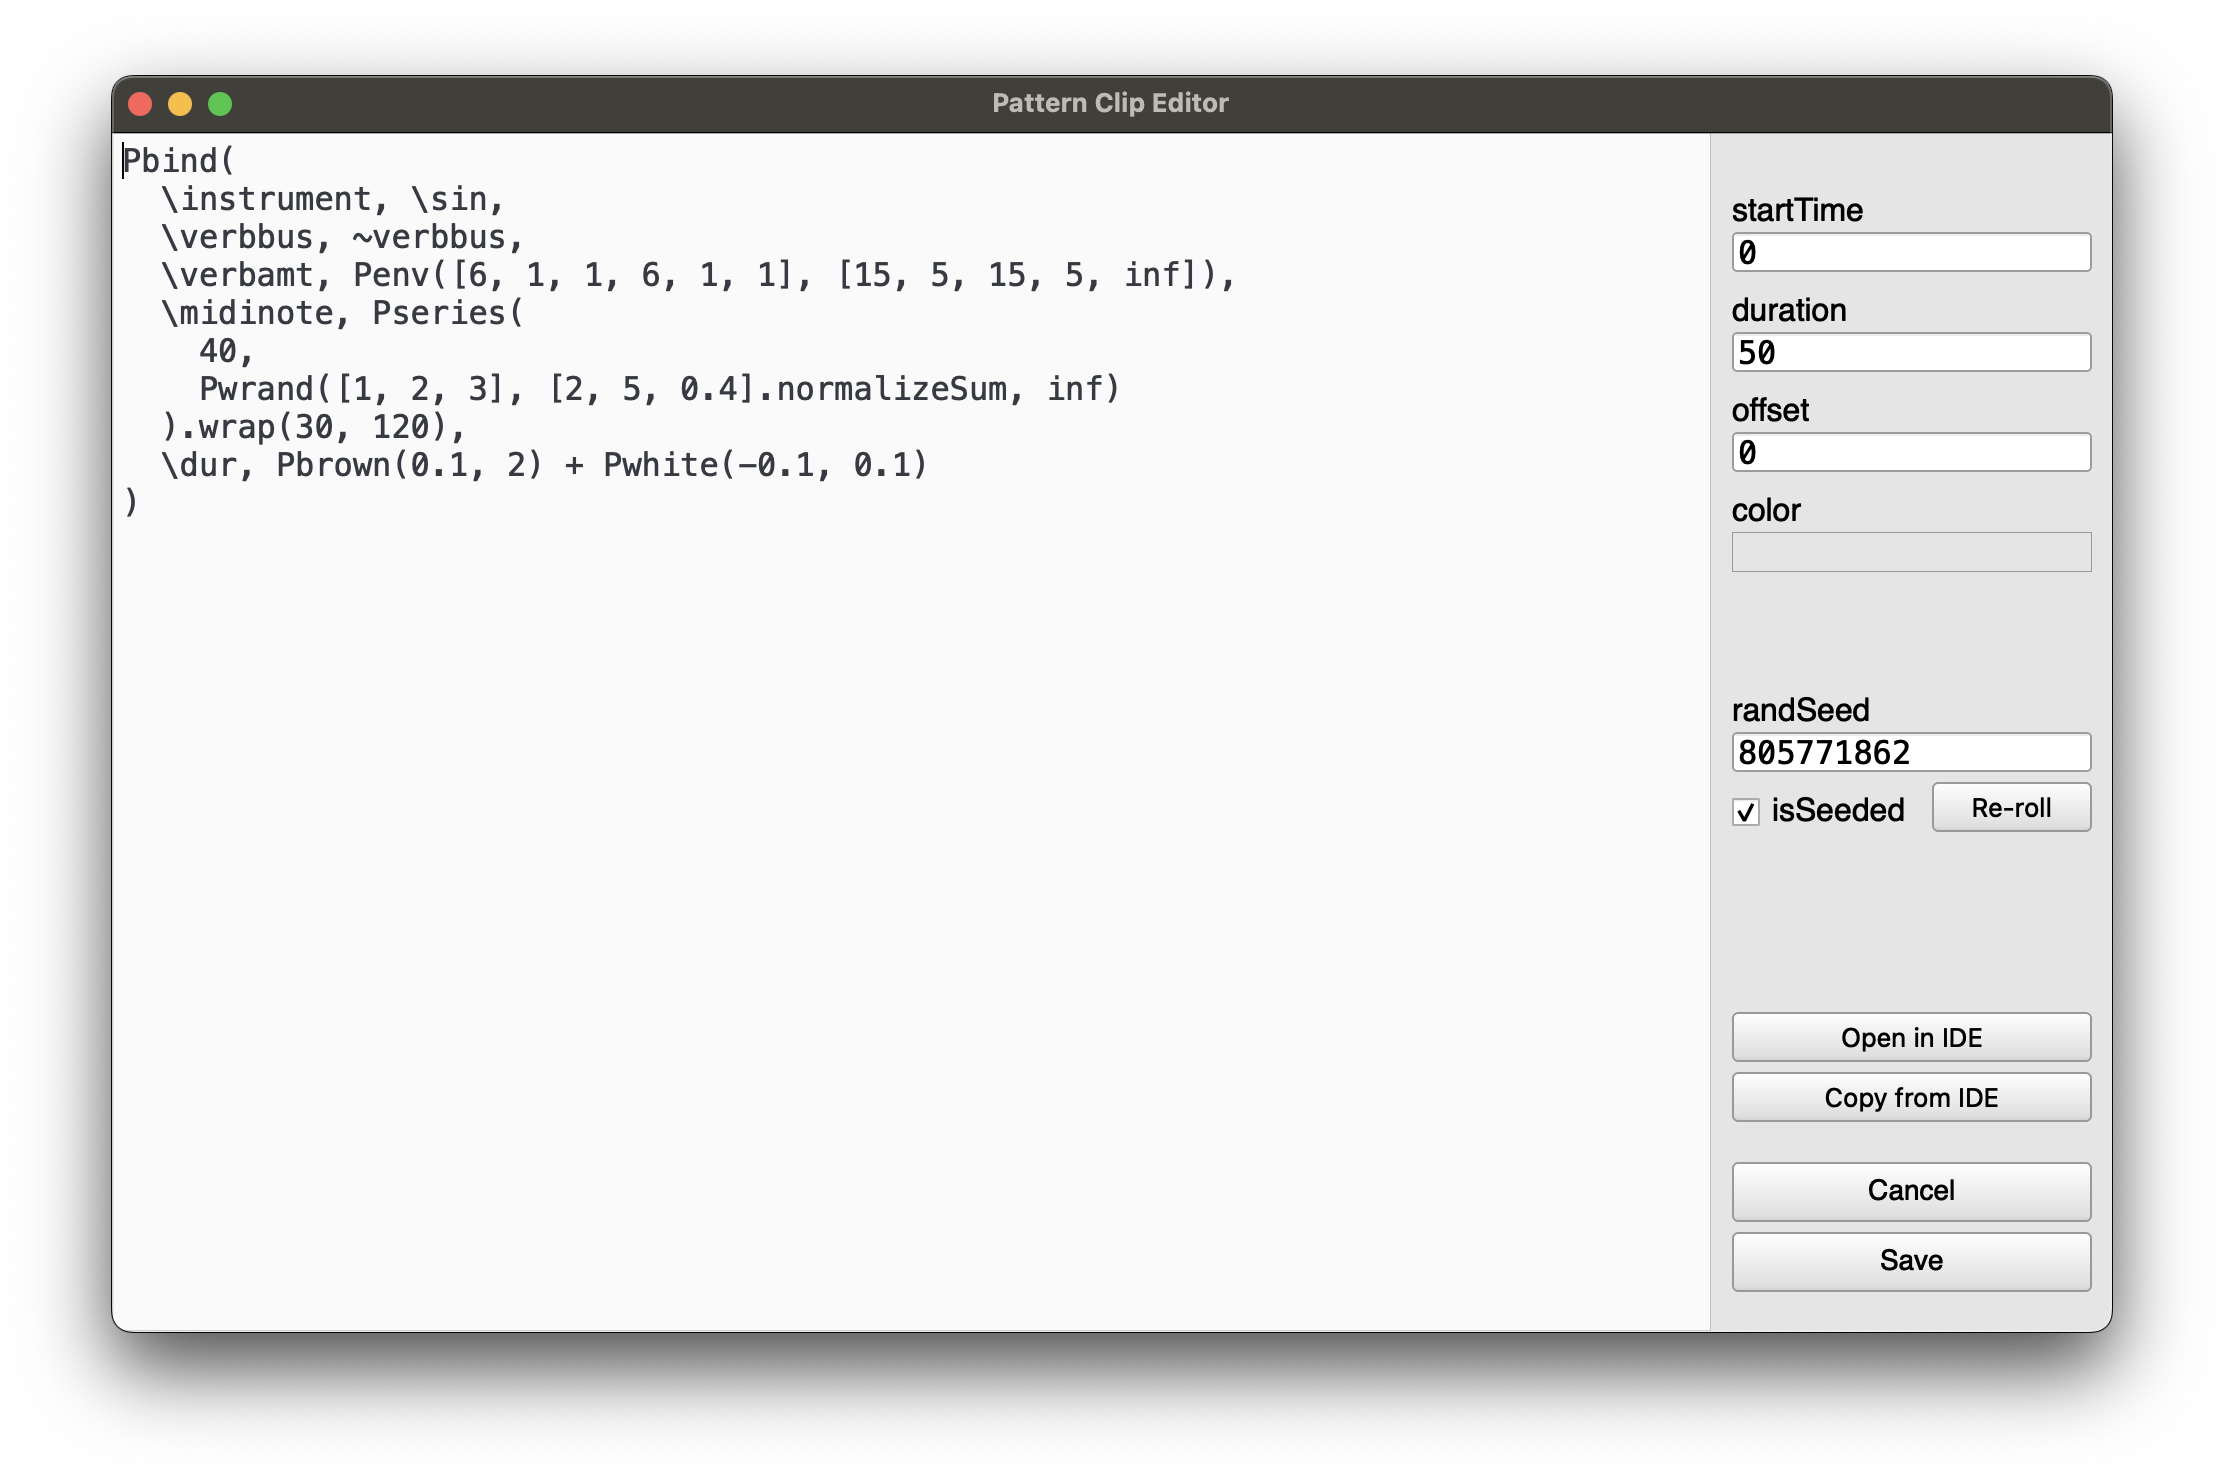 Pattern Clip Editor
Pbind(
  \instrument, \sin,
  \verbbus, ~verbbus,
  \verbamt, Penv([6, 1, 1, 6, 1, 1], [15, 5, 15, 5, inf]),
  \midinote, Pseries(
    40,
    Pwrand([1, 2, 3], [2, 5, 0.4].normalizeSum, inf)
  ).wrap(30, 120),
  \dur, Pbrown(0.1, 2) + Pwhite(-0.1, 0.1)
)
startTime
0
duration
50
offset
0
color
randSeed
805771862
isSeeded Re-roll
Open in IDE
Copy from IDE
Cancel
Save